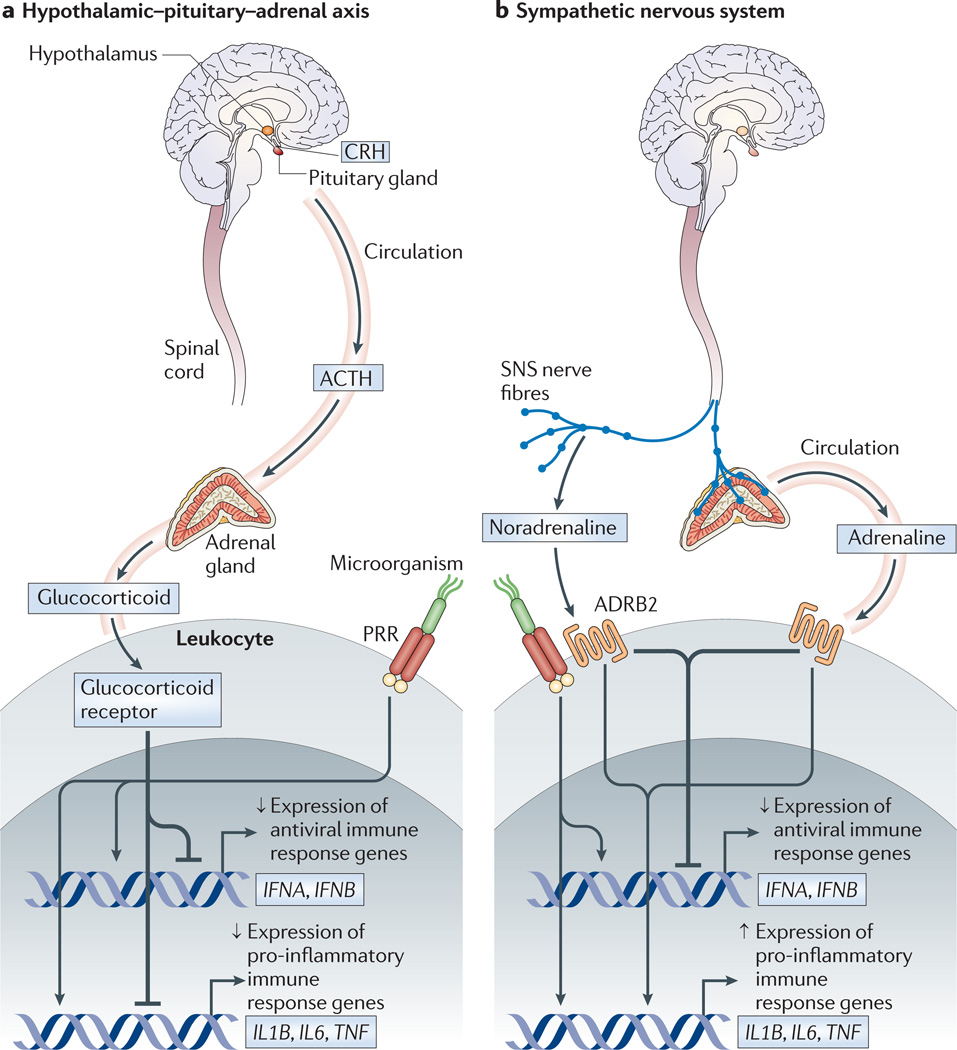 a Hypothalamic–pituitary–adrenal axis
Hypothalamus
CRH
Pituitary gland
Circulation
Spinal
cord
ACTH
Adrenal
gland
Microorganism
Glucocorticoid
PRR
Leukocyte
Glucocorticoid
receptor
↓ Expression of
antiviral immune
response genes
IFNA, IFNB
↓ Expression of
pro-inflammatory
immune
response genes
IL1B, IL6, TNF
b Sympathetic nervous system
SNS nerve
fibres
Circulation
Noradrenaline
Adrenaline
ADRB2
↓ Expression of
antiviral immune
response genes
IFNA, IFNB
↑ Expression of
pro-inflammatory
immune
response genes
IL1B, IL6, TNF